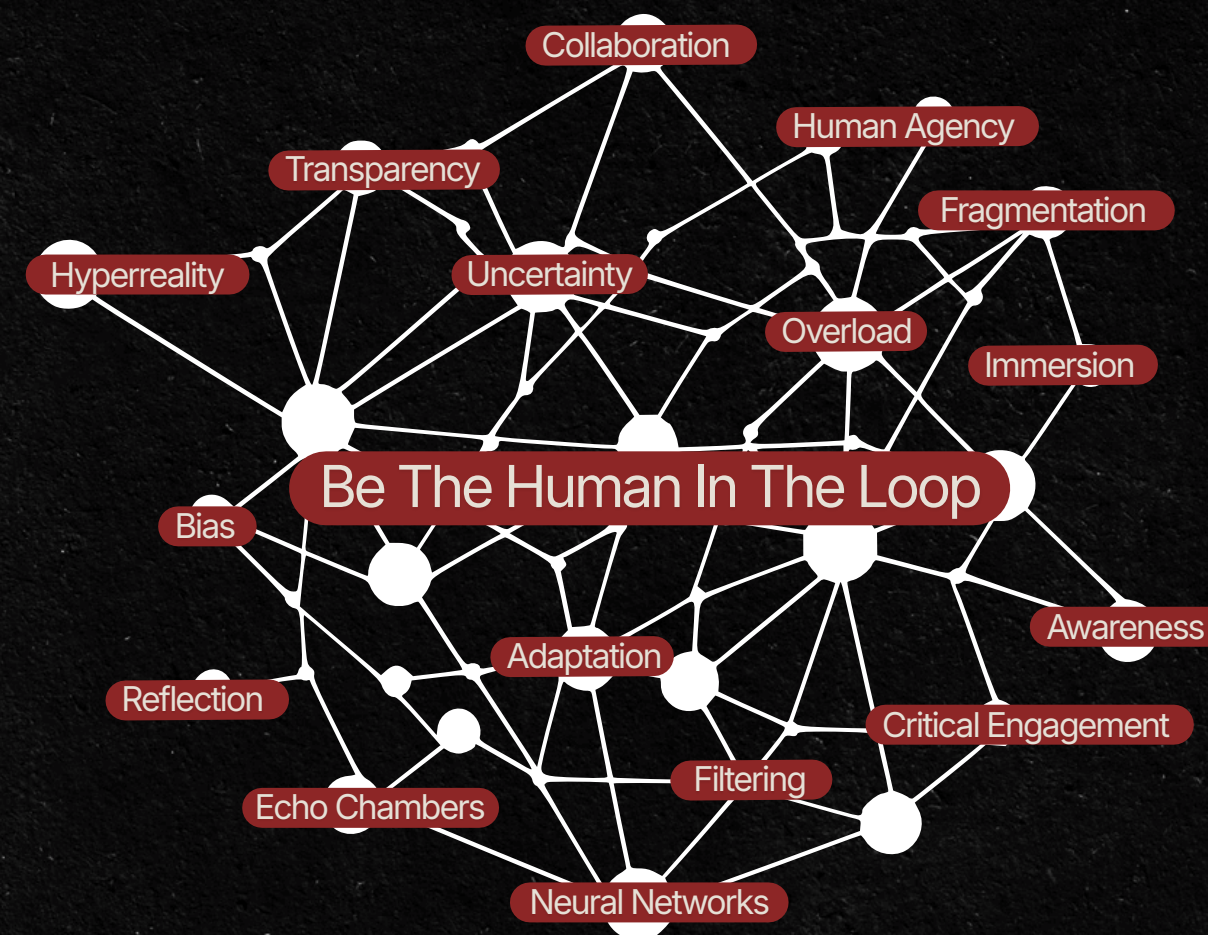 Collaboration
Human Agency
Transparency
Fragmentation
Hyperreality
Uncertainty
Overload
Immersion
Be The Human In The Loop
Bias
Awareness
Adaptation
Reflection
Critical Engagement
Filtering
Echo Chambers
Neural Networks